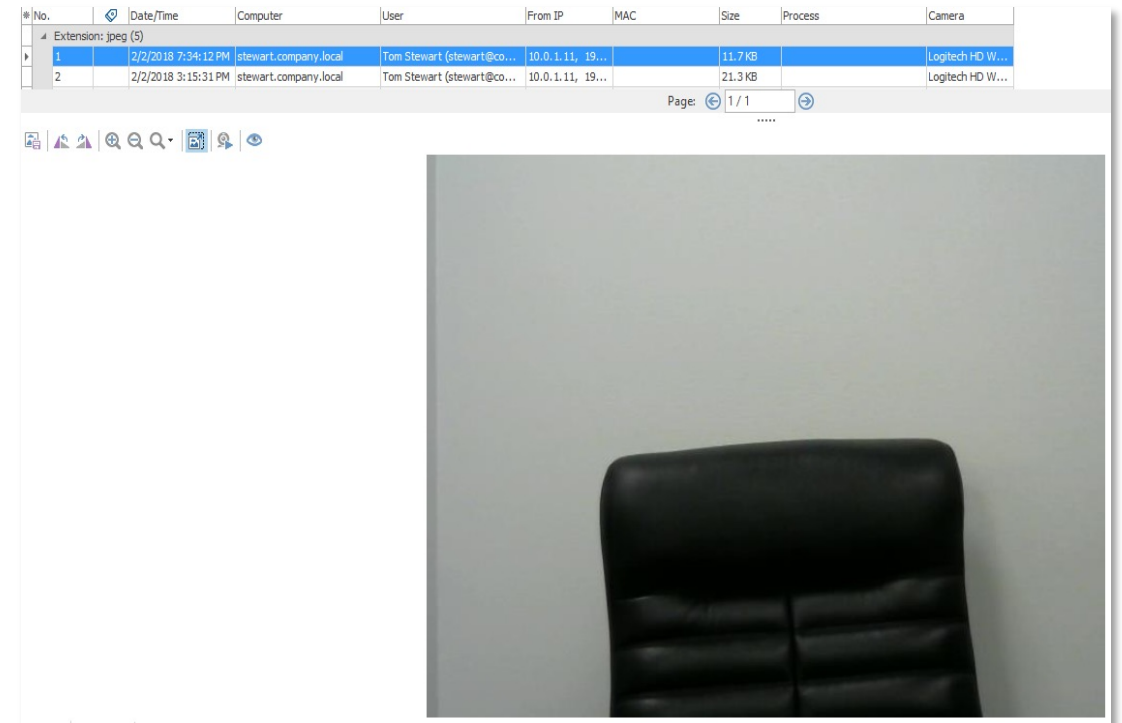 No. Date/Time Computer User From IP MAC Size Process Camera
Extension: jpeg (5)
1 2/2/2018 7:34:12 PM stewart.company.local Tom Stewart (stewart@co... 10.0.1.11, 19... 11.7 KB Logitech HD W...
2 2/2/2018 3:15:31 PM stewart.company.local Tom Stewart (stewart@co... 10.0.1.11, 19... 21.3 KB Logitech HD W...
Page: 1 / 1